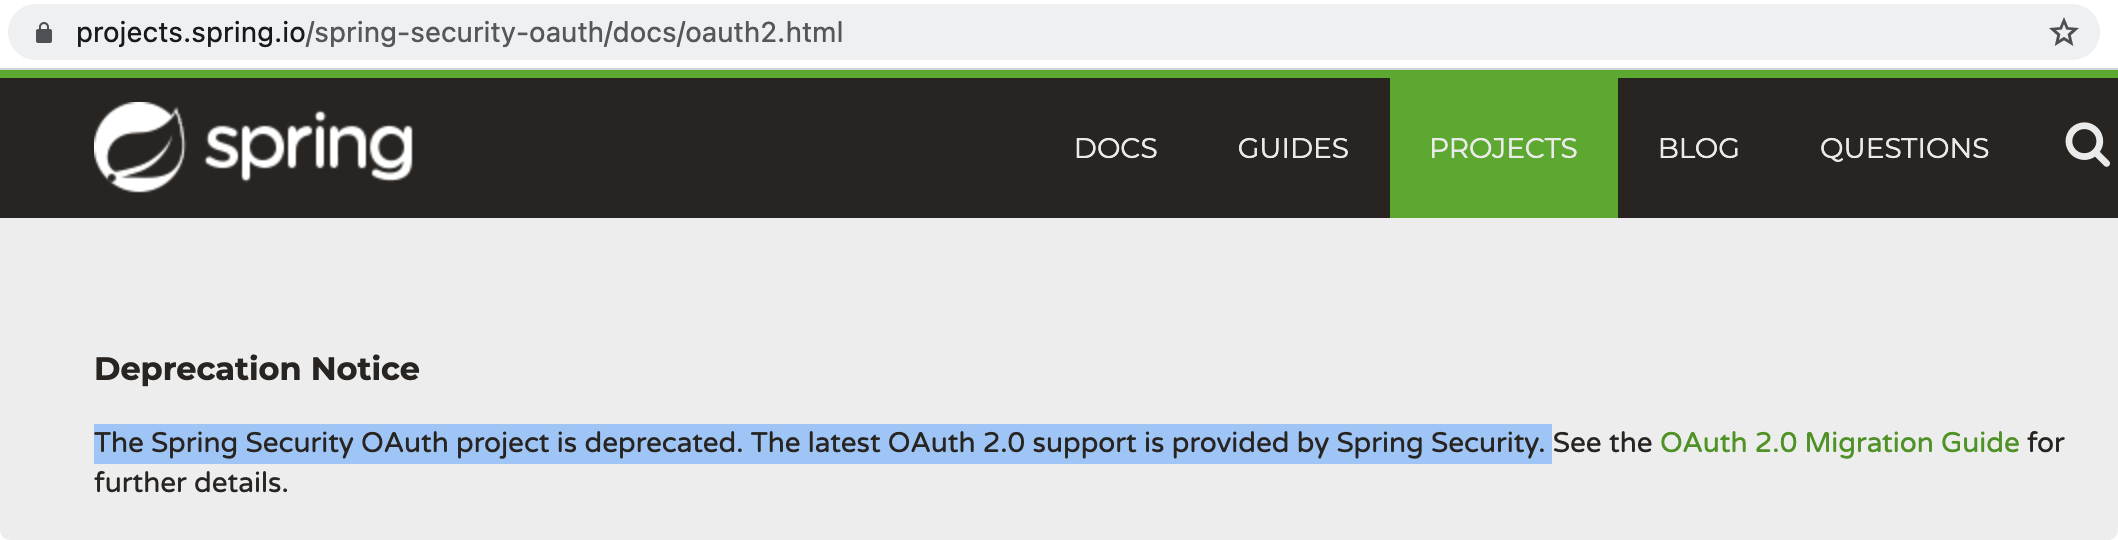 projects.spring.io/spring-security-oauth/docs/oauth2.html
spring DOCS GUIDES PROJECTS BLOG QUESTIONS
Deprecation Notice
The Spring Security OAuth project is deprecated. The latest OAuth 2.0 support is provided by Spring Security. See the OAuth 2.0 Migration Guide for
further details.